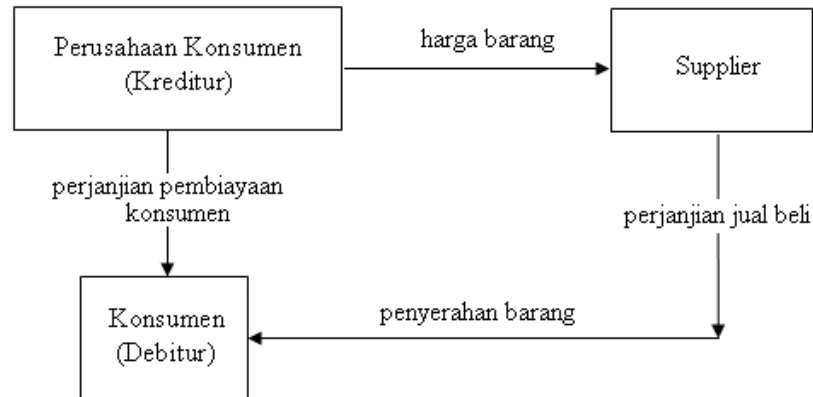 Perusahaan Konsumen
(Kreditur)
harga barang
Supplier
perjanjian pembiayaan
konsumen
perjanjian jual beli
Konsumen
(Debitur)
penyerahan barang